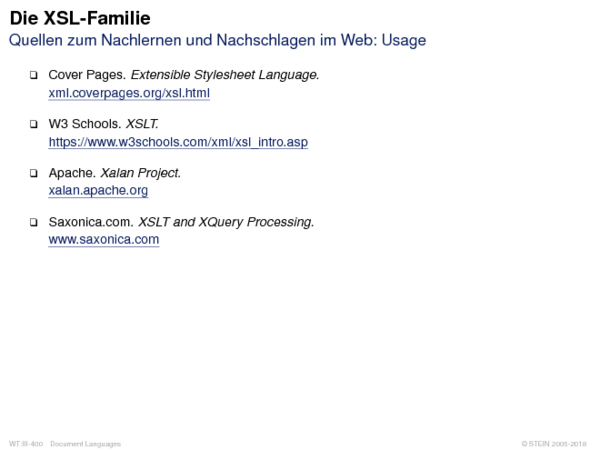 Die XSL-Familie
Quellen zum Nachlernen und Nachschlagen im Web: Usage
❑ Cover Pages. Extensible Stylesheet Language.
xml.coverpages.org/xsl.html
❑ W3 Schools. XSLT.
https://www.w3schools.com/xml/xsl_intro.asp
❑ Apache. Xalan Project.
xalan.apache.org
❑ Saxonica.com. XSLT and XQuery Processing.
www.saxonica.com
WT:III-400 Document Languages © STEIN 2005-2018